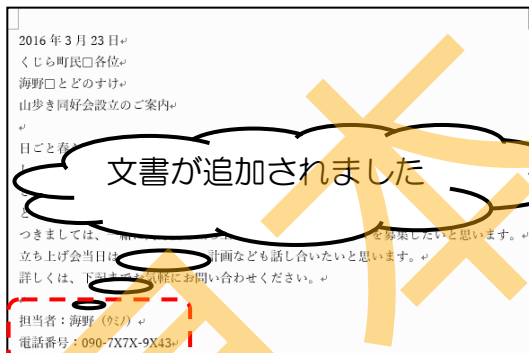 2016年3月23日↵
くじら町民□各位↵
海野□とどのすけ↵
山歩き同好会設立のご案内↵
↵
日ごと春
文書が追加されました
つきましては、 を募集したいと思います。↵
立ち上げ会当日は 計画なども話し合いたいと思います。↵
詳しくは、下記までお気軽にお問い合わせください。↵
担当者：海野（ウミノ）↵
電話番号：090-7X7X-9X43↵